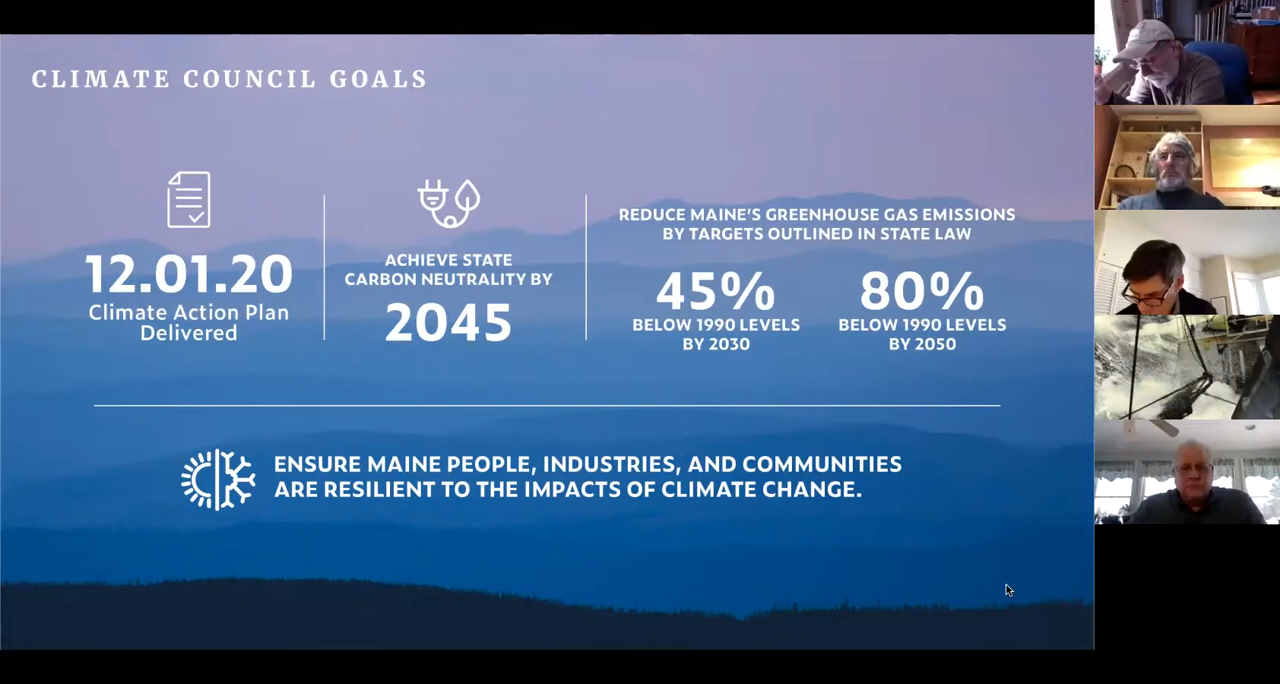 CLIMATE COUNCIL GOALS
12.01.20
Climate Action Plan
Delivered
ACHIEVE STATE
CARBON NEUTRALITY BY
2045
REDUCE MAINE'S GREENHOUSE GAS EMISSIONS
BY TARGETS OUTLINED IN STATE LAW
45%
BELOW 1990 LEVELS
BY 2030
80%
BELOW 1990 LEVELS
BY 2050
ENSURE MAINE PEOPLE, INDUSTRIES, AND COMMUNITIES
ARE RESILIENT TO THE IMPACTS OF CLIMATE CHANGE.